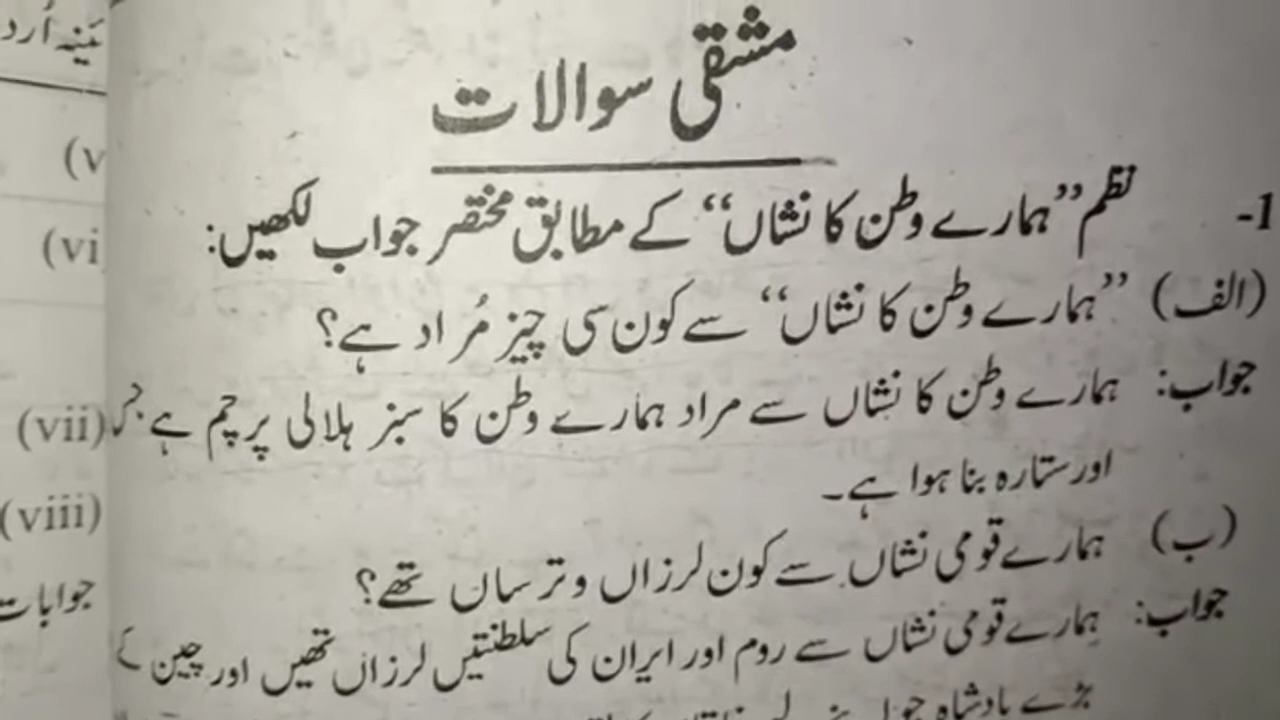 مشقی سوالات
1- نظم ”ہمارے وطن کا نشاں“ کے مطابق مختصر جواب لکھیں:
(الف) ”ہمارے وطن کا نشاں“ سے کون سی چیز مُراد ہے؟
جواب: ہمارے وطن کا نشاں سے مراد ہمارے وطن کا سبز ہلالی پرچم ہے
اور ستارہ بنا ہوا ہے۔
(ب) ہمارے قومی نشاں سے کون لرزاں و ترساں تھے؟
جواب: ہمارے قومی نشاں سے روم اور ایران کی سلطنتیں لرزاں تھیں اور چین کے
بڑے بادشاہ
(v
(vi
(vii)
(viii)
جوابات